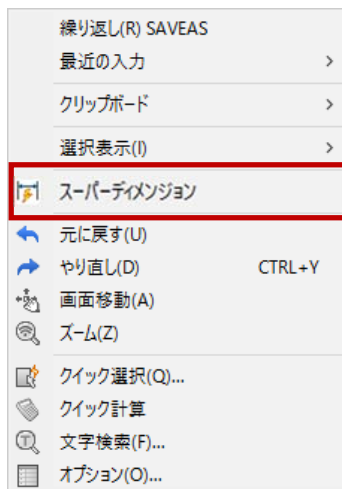 繰り返し(R) SAVEAS
最近の入力
クリップボード
選択表示(I)
スーパーディメンジョン
元に戻す(U)
やり直し(D) CTRL+Y
画面移動(A)
ズーム(Z)
クイック選択(Q)...
クイック計算
文字検索(F)...
オプション(O)...